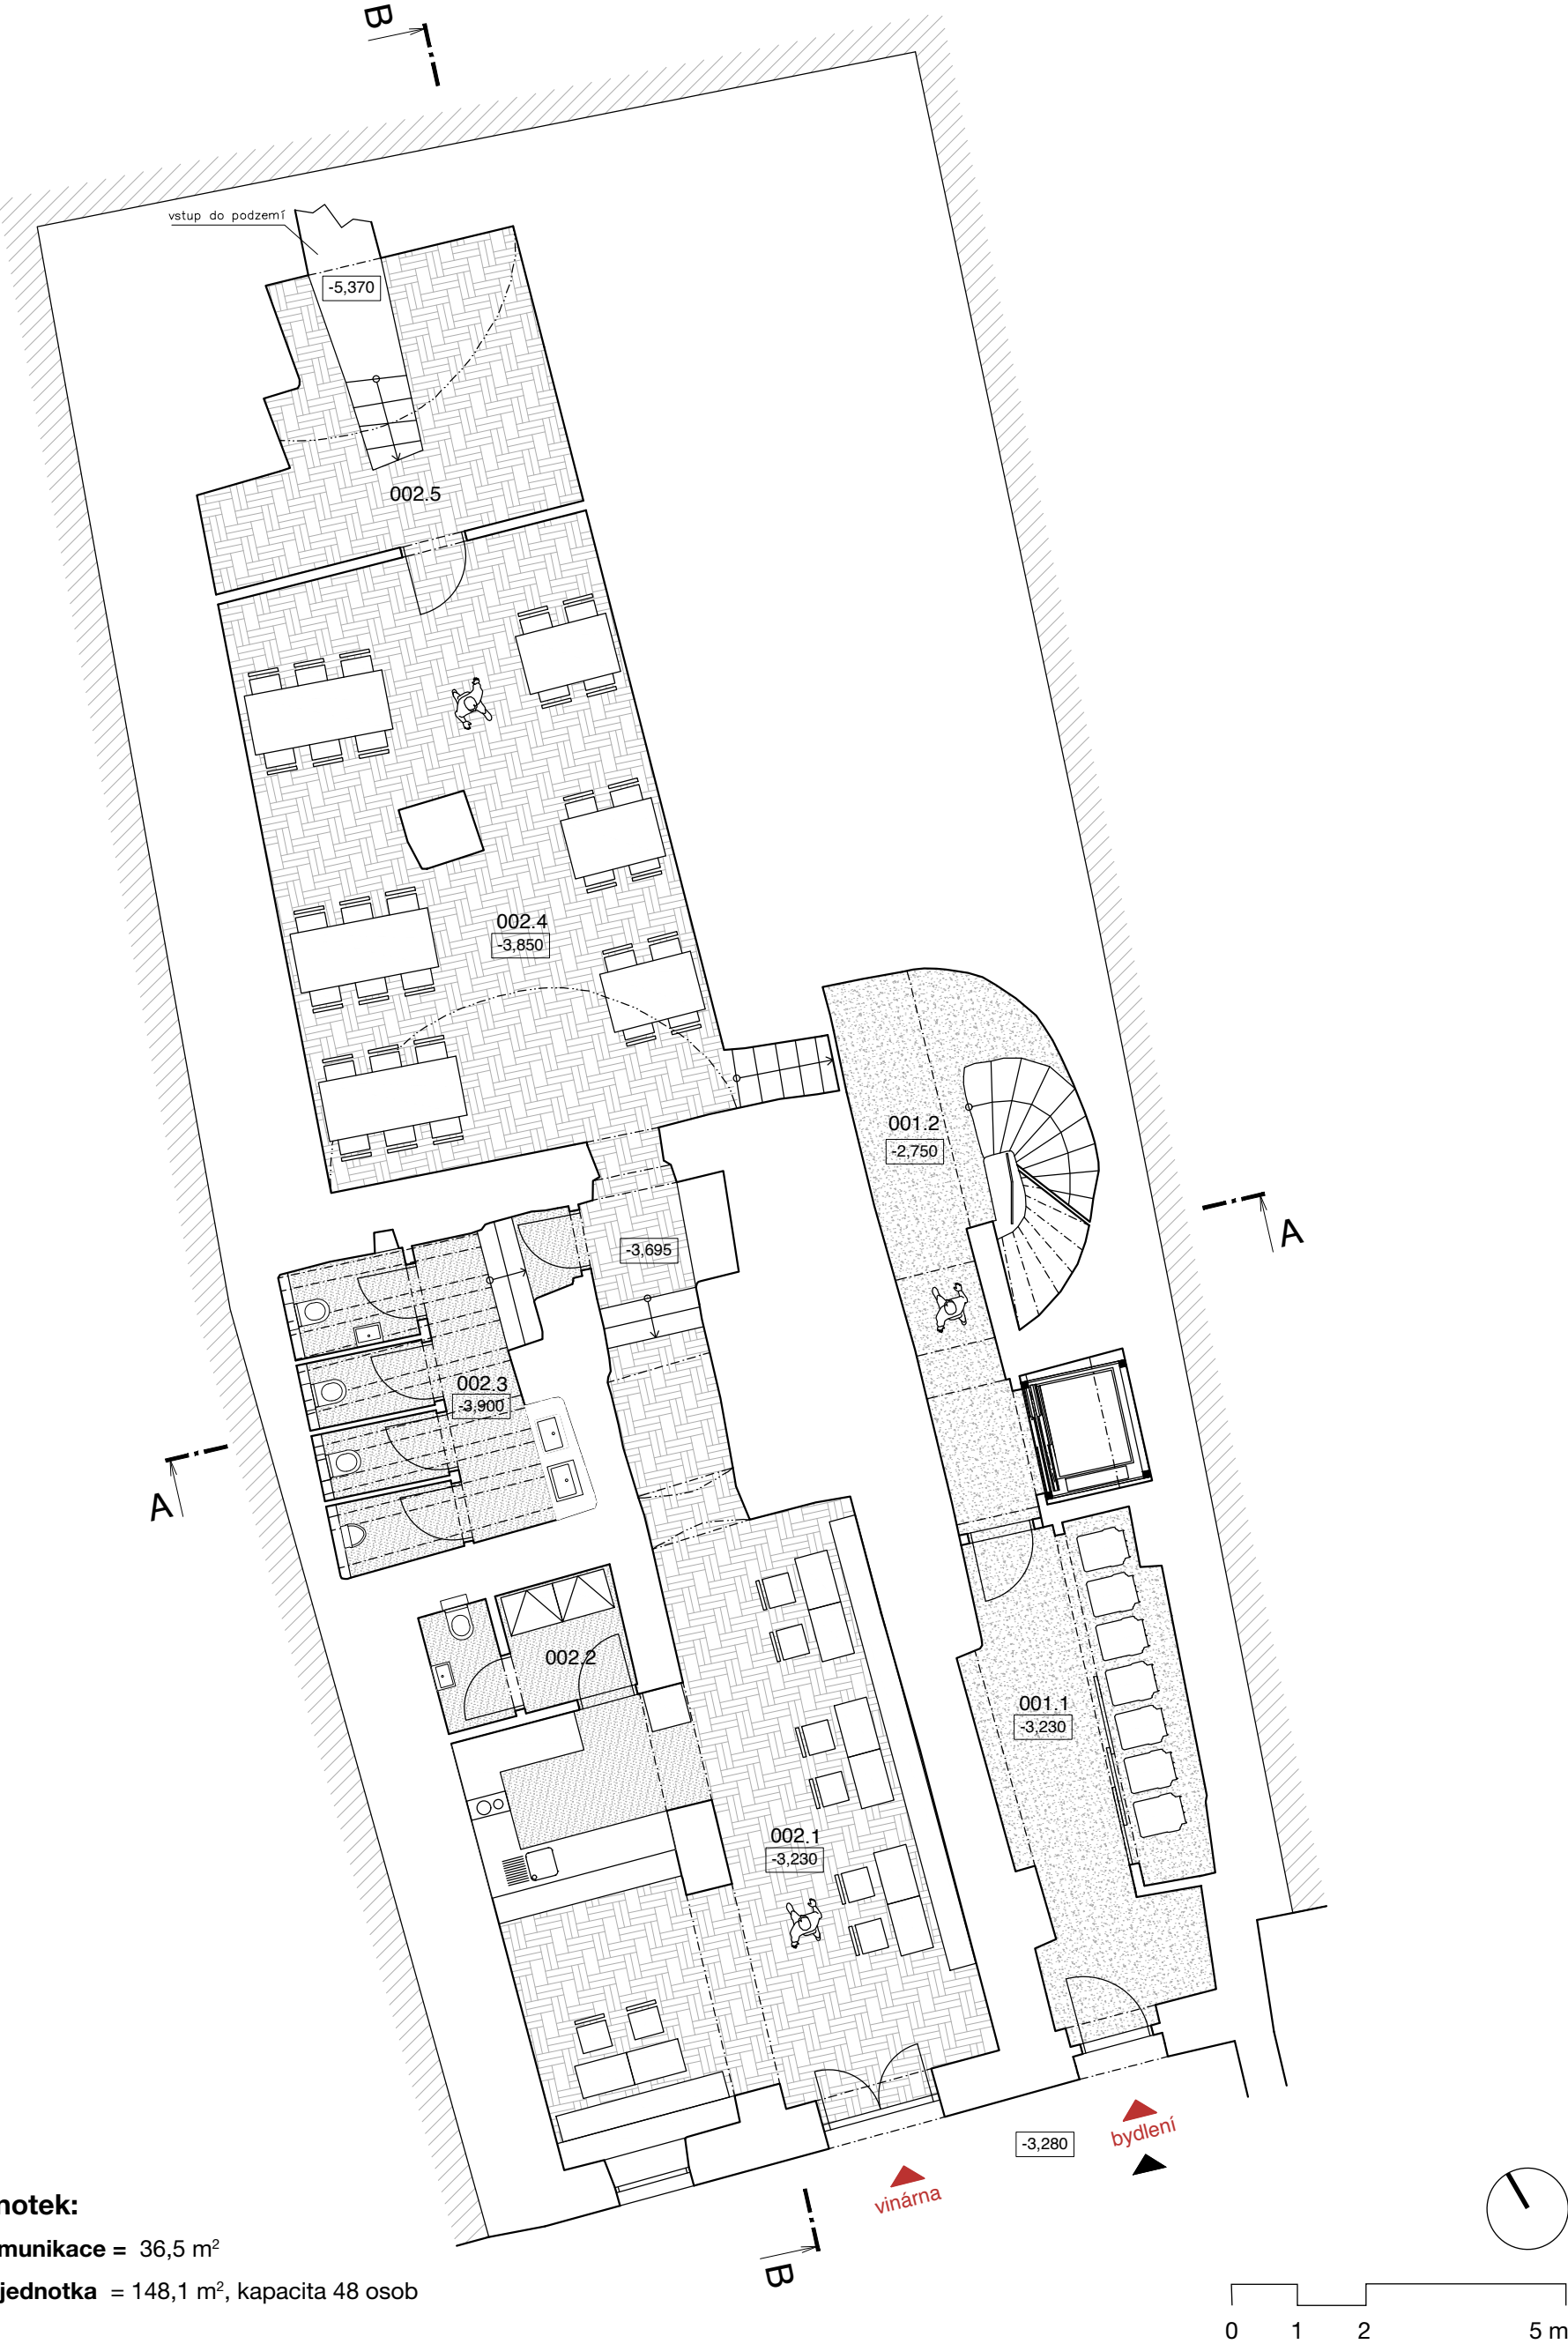 B
vstup do podzemí
-5,370
002.5
002.4
-3,850
001.2
-2,750
A
-3,695
002.3
-3,900
A
002.2
001.1
-3,230
002.1
-3,230
bydlení
-3,280
vinárna
B
notek:
munikace = 36,5 m²
jednotka = 148,1 m², kapacita 48 osob
0 1 2 5 m